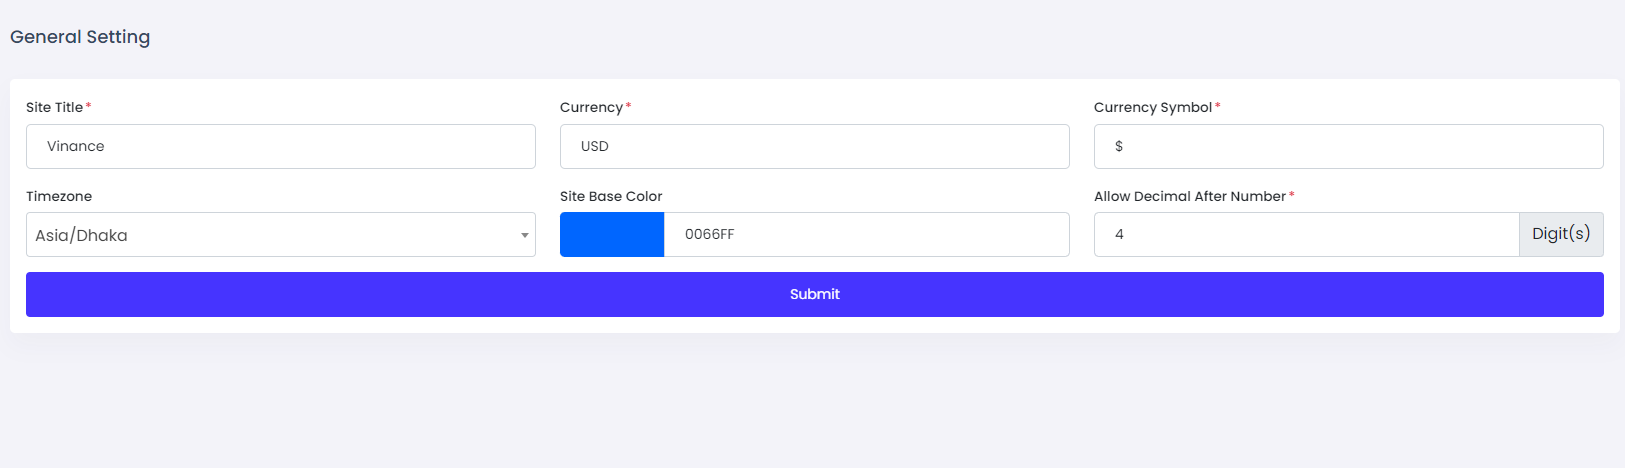 General Setting
Site Title*
Currency*
Currency Symbol*
Vinance
USD
$
Timezone
Site Base Color
Allow Decimal After Number*
Asia/Dhaka
0066FF
4
Digit(s)
Submit